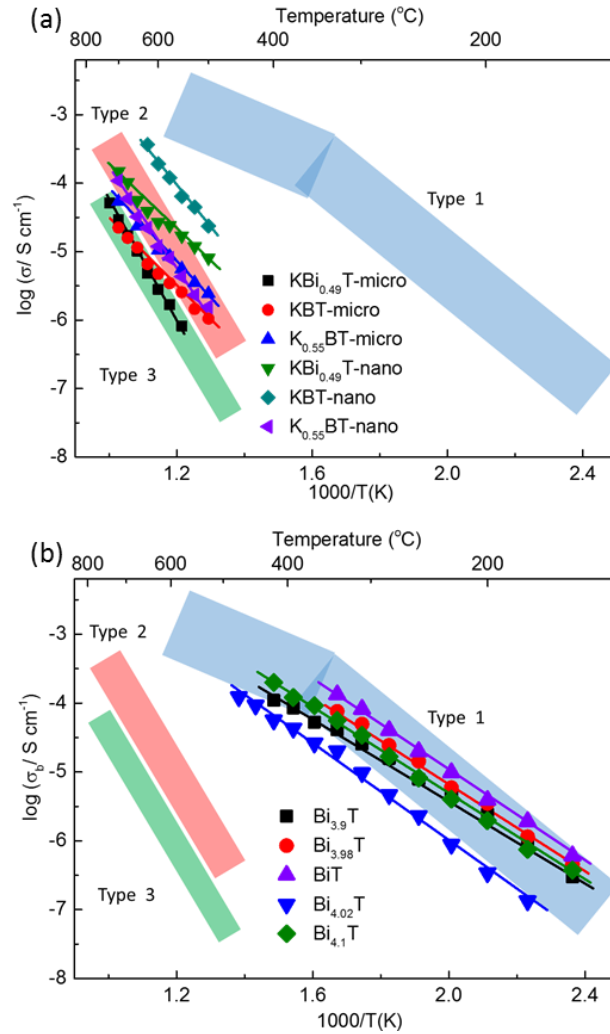 (a)
Temperature (°C)
800 600 400 200
Type 2
Type 1
Type 3
-3
-4
-5
-6
-7
-8
log (σ/ S cm⁻¹)
KBi₀.₄₉T-micro
KBT-micro
K₀.₅₅BT-micro
KBi₀.₄₉T-nano
KBT-nano
K₀.₅₅BT-nano
1.2 1.6 2.0 2.4
1000/T(K)
(b)
Temperature (°C)
800 600 400 200
Type 2
Type 1
Type 3
-3
-4
-5
-6
-7
-8
log (σb/ S cm⁻¹)
Bi₃.₉T
Bi₃.₉₈T
BiT
Bi₄.₀₂T
Bi₄.₁T
1.2 1.6 2.0 2.4
1000/T(K)